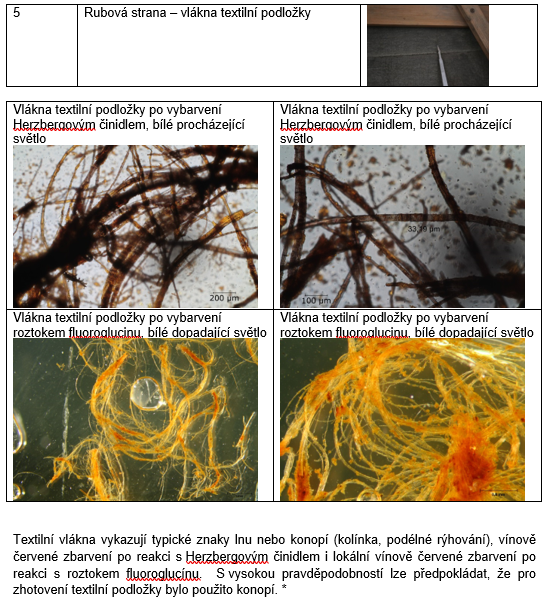 5 Rubová strana – vlákna textilní podložky
Vlákna textilní podložky po vybarvení
Herzbergovým činidlem, bílé procházející
světlo
Vlákna textilní podložky po vybarvení
Herzbergovým činidlem, bílé procházející
světlo
200 µm
33,19 µm
100 µm
Vlákna textilní podložky po vybarvení
roztokem fluoroglucinu, bílé dopadající světlo
Vlákna textilní podložky po vybarvení
roztokem fluoroglucinu, bílé dopadající světlo
Textilní vlákna vykazují typické znaky lnu nebo konopí (kolínka, podélné rýhování), vínově
červené zbarvení po reakci s Herzbergovým činidlem i lokální vínově červené zbarvení po
reakci s roztokem fluoroglucínu. S vysokou pravděpodobností lze předpokládat, že pro
zhotovení textilní podložky bylo použito konopí. *